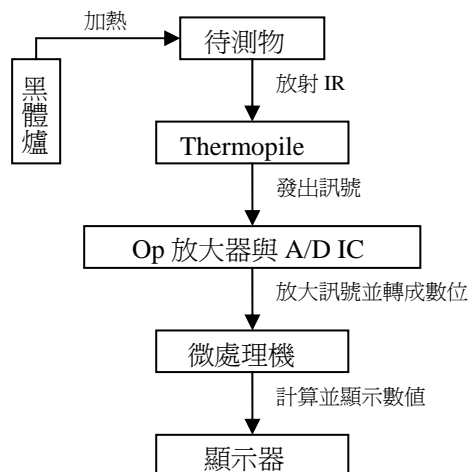 加熱
待測物
黑體爐
放射 IR
Thermopile
發出訊號
Op 放大器與 A/D IC
放大訊號並轉成數位
微處理機
計算並顯示數值
顯示器